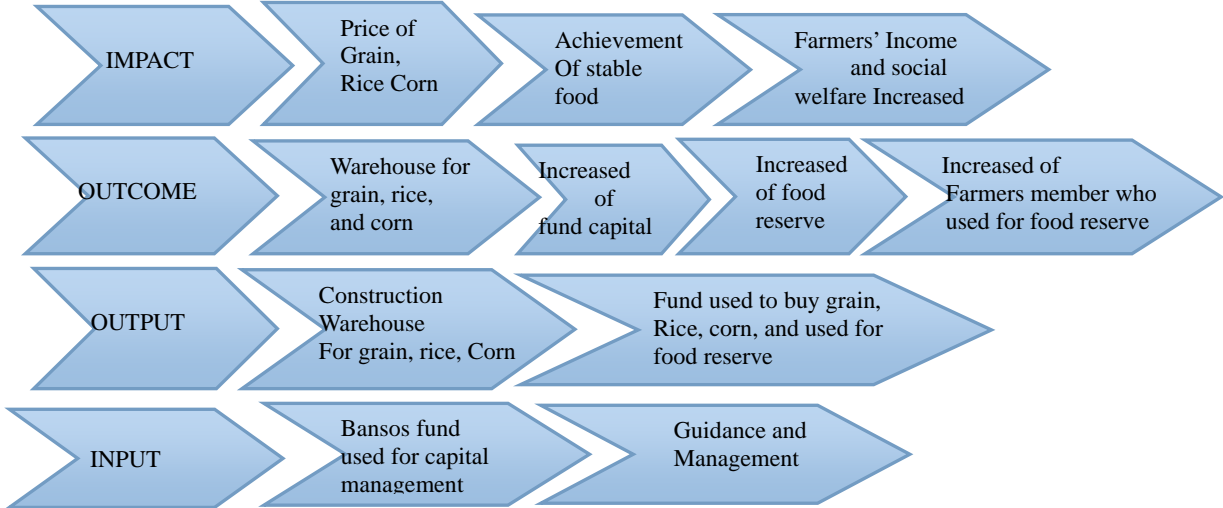 IMPACT
Price of
Grain,
Rice Corn
Achievement
Of stable
food
Farmers’ Income
and social
welfare Increased
OUTCOME
Warehouse for
grain, rice,
and corn
Increased
of
fund capital
Increased
of food
reserve
Increased of
Farmers member who
used for food reserve
OUTPUT
Construction
Warehouse
For grain, rice, Corn
Fund used to buy grain,
Rice, corn, and used for
food reserve
INPUT
Bansos fund
used for capital
management
Guidance and
Management